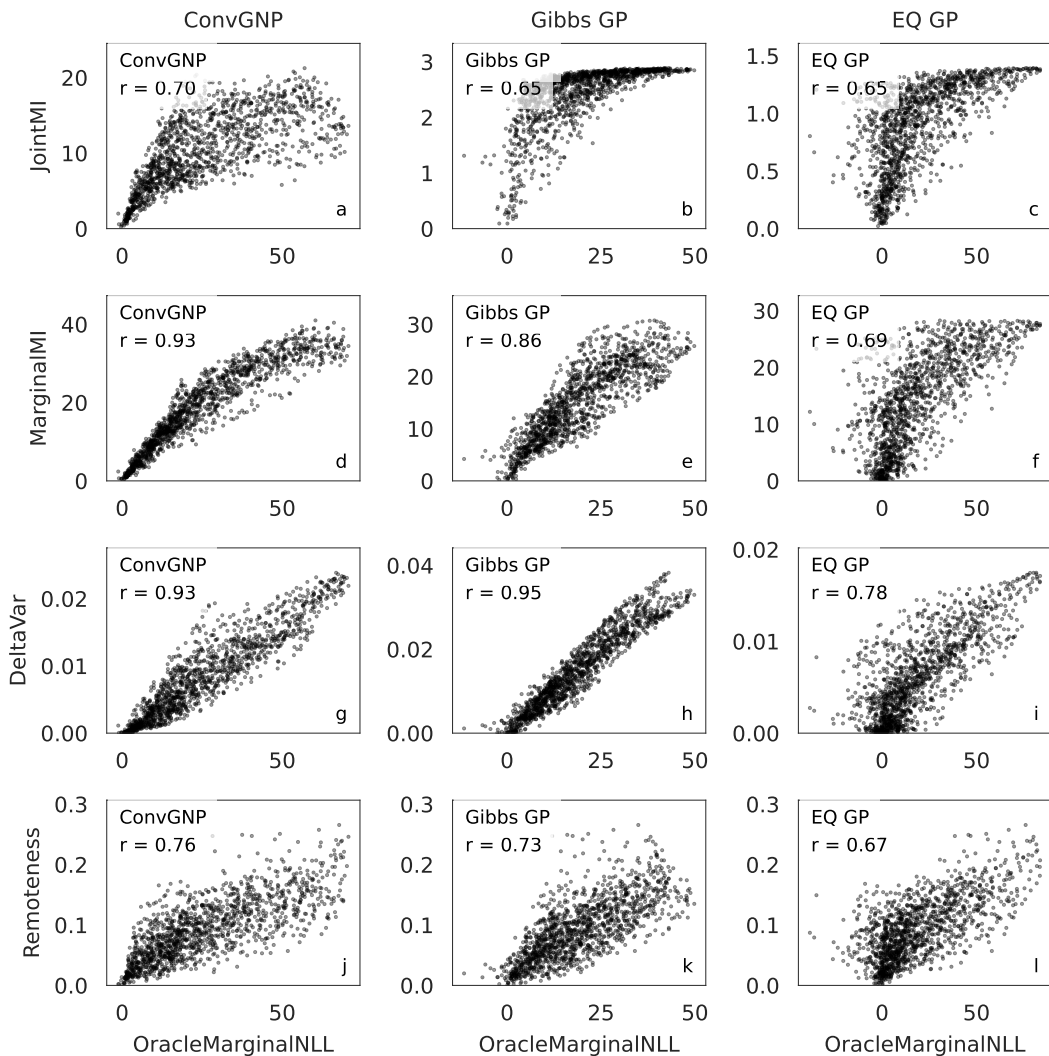 ConvGNP Gibbs GP EQ GP
JointMI
20
10
0
ConvGNP
r = 0.70
a
0 50
3
2
1
0
Gibbs GP
r = 0.65
b
0 25 50
1.5
1.0
0.5
0.0
EQ GP
r = 0.65
c
0 50
MarginalMI
40
20
0
ConvGNP
r = 0.93
d
0 50
30
20
10
0
Gibbs GP
r = 0.86
e
0 25 50
30
20
10
0
EQ GP
r = 0.69
f
0 50
DeltaVar
0.02
0.01
0.00
ConvGNP
r = 0.93
g
0 50
0.04
0.02
0.00
Gibbs GP
r = 0.95
h
0 25 50
0.02
0.01
0.00
EQ GP
r = 0.78
i
0 50
Remoteness
0.3
0.2
0.1
0.0
ConvGNP
r = 0.76
j
0 50
0.3
0.2
0.1
0.0
Gibbs GP
r = 0.73
k
0 25 50
0.3
0.2
0.1
0.0
EQ GP
r = 0.67
l
0 50
OracleMarginalNLL OracleMarginalNLL OracleMarginalNLL